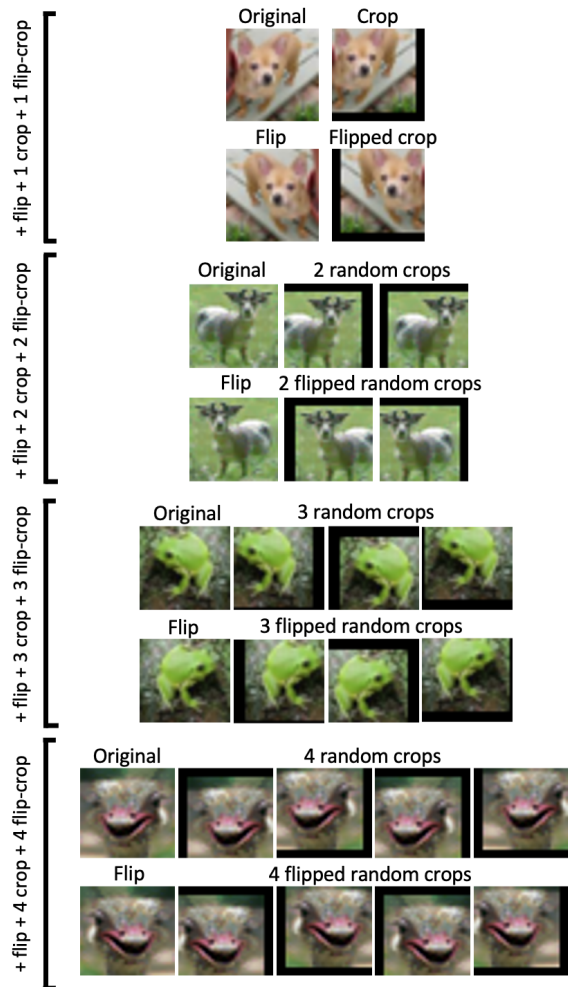 + flip + 1 crop + 1 flip-crop
Original
Crop
Flip
Flipped crop
+ flip + 2 crop + 2 flip-crop
Original
2 random crops
Flip
2 flipped random crops
+ flip + 3 crop + 3 flip-crop
Original
3 random crops
Flip
3 flipped random crops
+ flip + 4 crop + 4 flip-crop
Original
4 random crops
Flip
4 flipped random crops